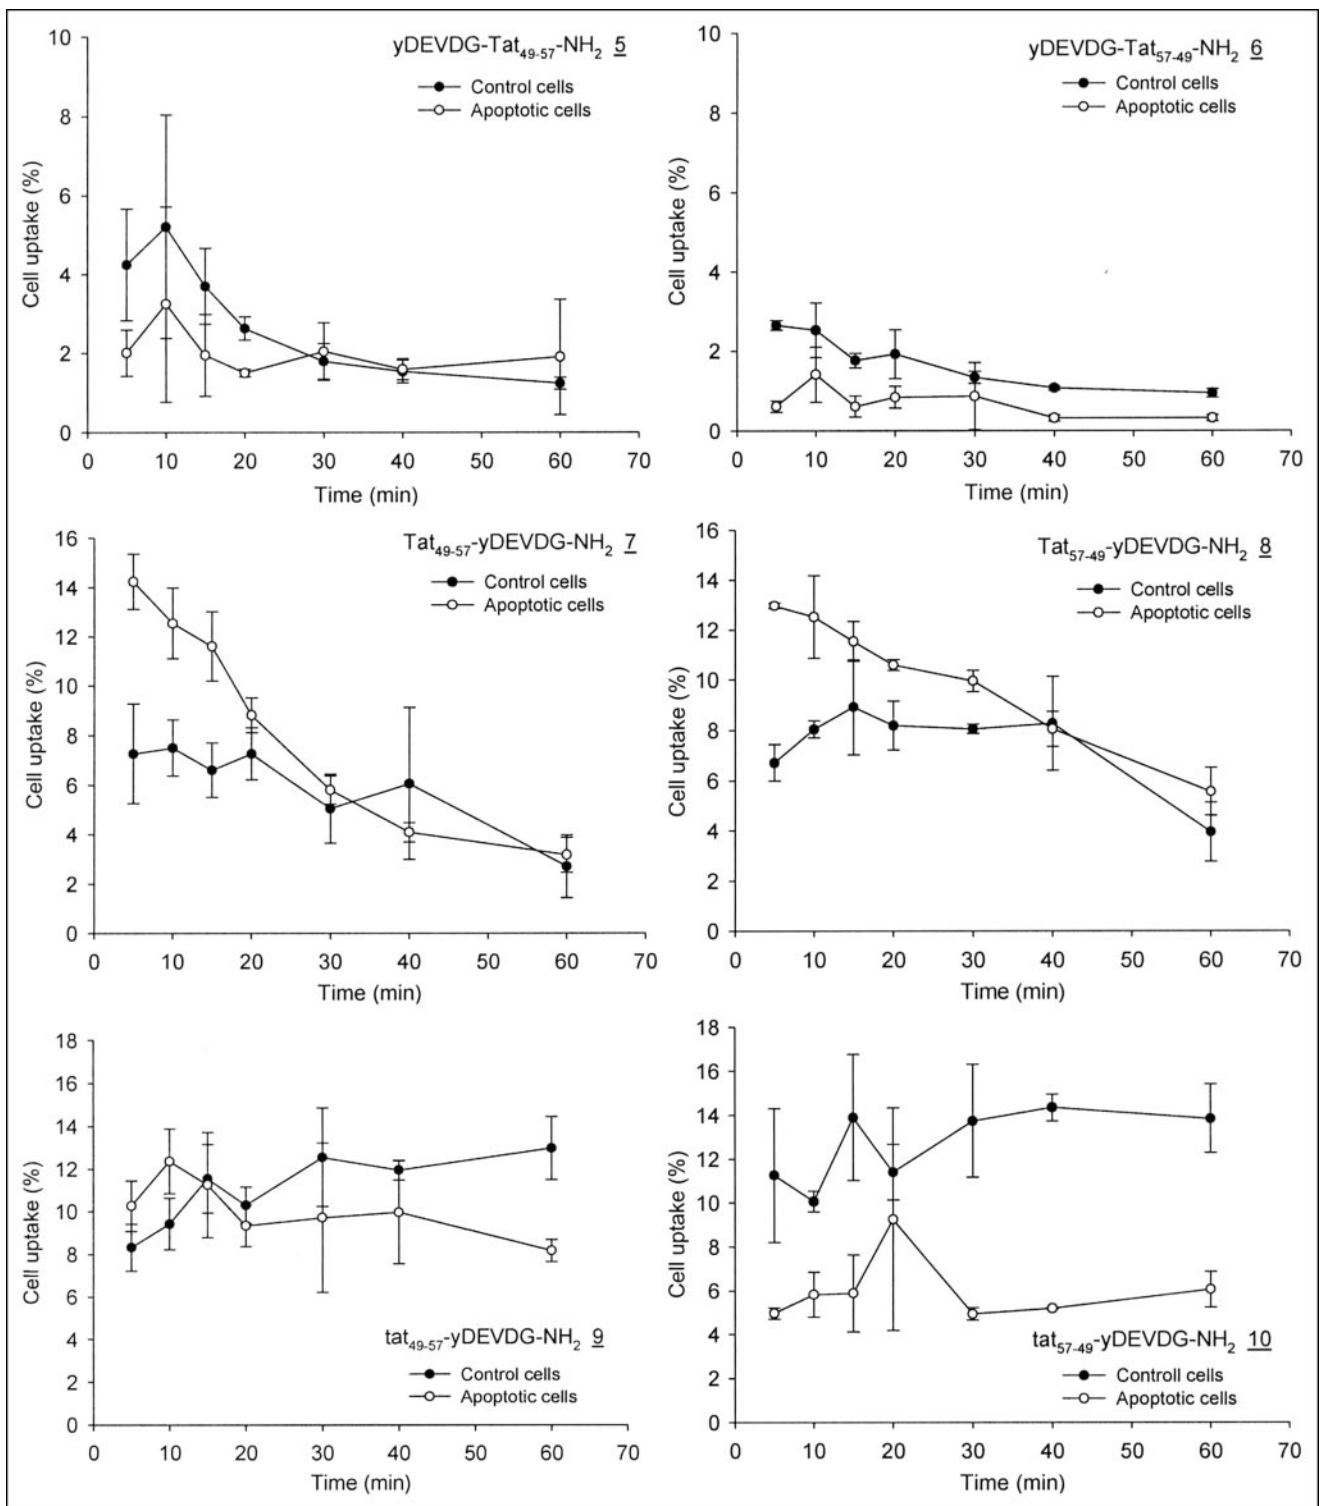 yDEVDG-Tat49-57-NH2 5
Control cells
Apoptotic cells
10
8
6
4
2
0
Cell uptake (%)
0 10 20 30 40 50 60 70
Time (min)
yDEVDG-Tat57-49-NH2 6
Control cells
Apoptotic cells
10
8
6
4
2
0
Cell uptake (%)
0 10 20 30 40 50 60 70
Time (min)
Tat49-57-yDEVDG-NH2 7
Control cells
Apoptotic cells
16
14
12
10
8
6
4
2
0
Cell uptake (%)
0 10 20 30 40 50 60 70
Time (min)
Tat57-49-yDEVDG-NH2 8
Control cells
Apoptotic cells
16
14
12
10
8
6
4
2
0
Cell uptake (%)
0 10 20 30 40 50 60 70
Time (min)
18
16
14
12
10
8
6
4
2
0
Cell uptake (%)
tat49-57-yDEVDG-NH2 9
Control cells
Apoptotic cells
0 10 20 30 40 50 60 70
Time (min)
18
16
14
12
10
8
6
4
2
0
Cell uptake (%)
tat57-49-yDEVDG-NH2 10
Controll cells
Apoptotic cells
0 10 20 30 40 50 60 70
Time (min)